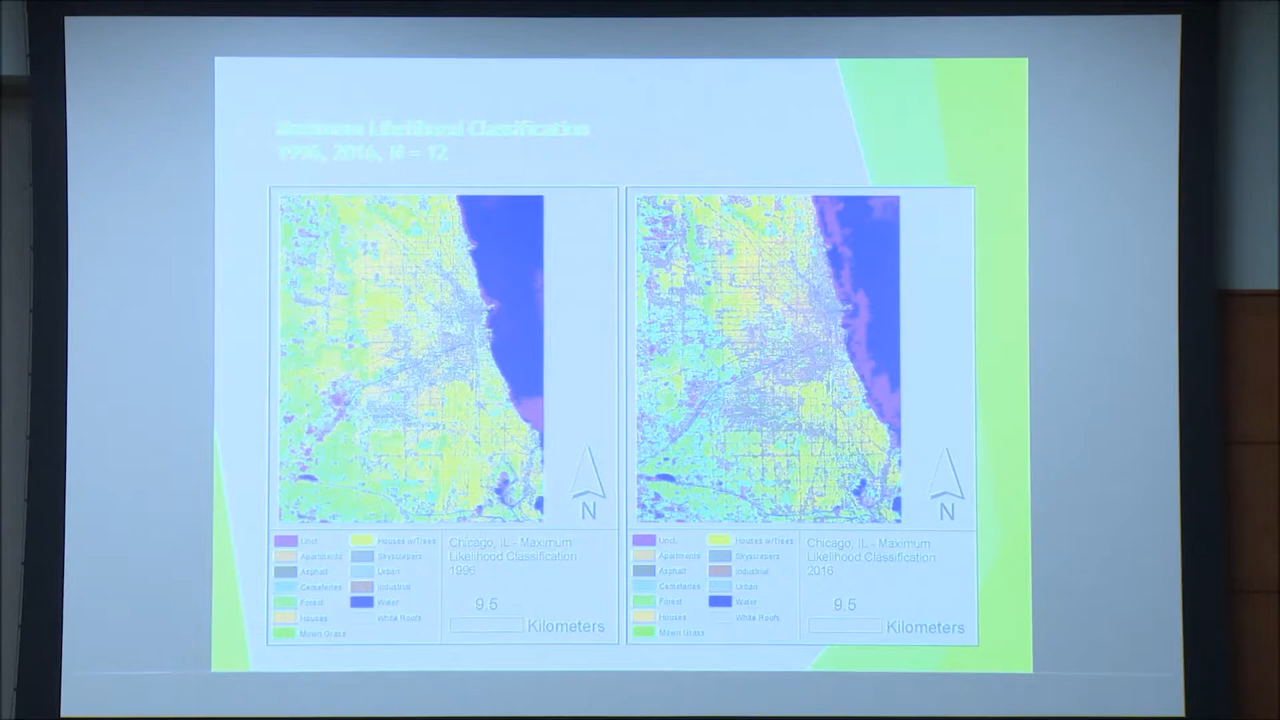 Maximum Likelihood Classification
1996, 2016, N = 12
Uncl.
Apartments
Asphalt
Cemeteries
Forest
Houses
Mown Grass
Houses w/Trees
Skyscrapers
Urban
Industrial
Water
White Roofs
Chicago, IL - Maximum
Likelihood Classification
1996
9.5
Kilometers
N
Uncl.
Apartments
Asphalt
Cemeteries
Forest
Houses
Mown Grass
Houses w/Trees
Skyscrapers
Industrial
Urban
Water
White Roofs
Chicago, IL - Maximum
Likelihood Classification
2016
9.5
Kilometers
N